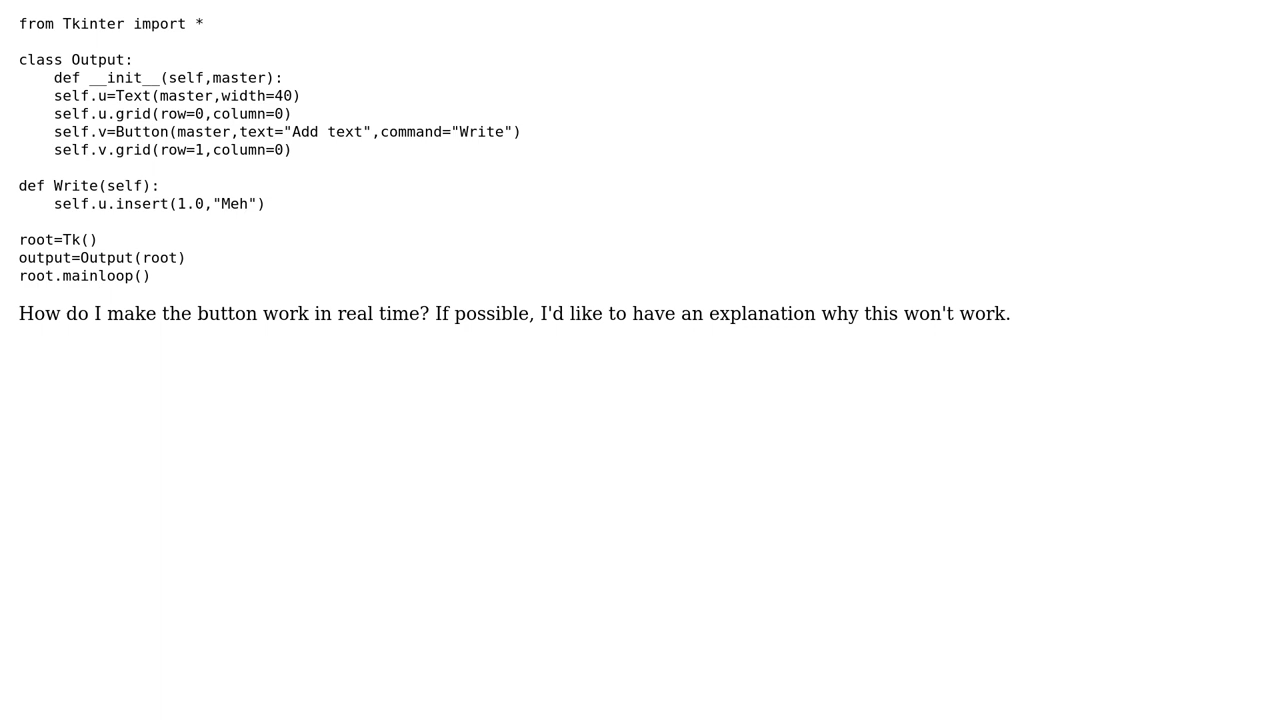 from Tkinter import *

class Output:
    def __init__(self,master):
    self.u=Text(master,width=40)
    self.u.grid(row=0,column=0)
    self.v=Button(master,text="Add text",command="Write")
    self.v.grid(row=1,column=0)

def Write(self):
    self.u.insert(1.0,"Meh")

root=Tk()
output=Output(root)
root.mainloop()

How do I make the button work in real time? If possible, I'd like to have an explanation why this won't work.